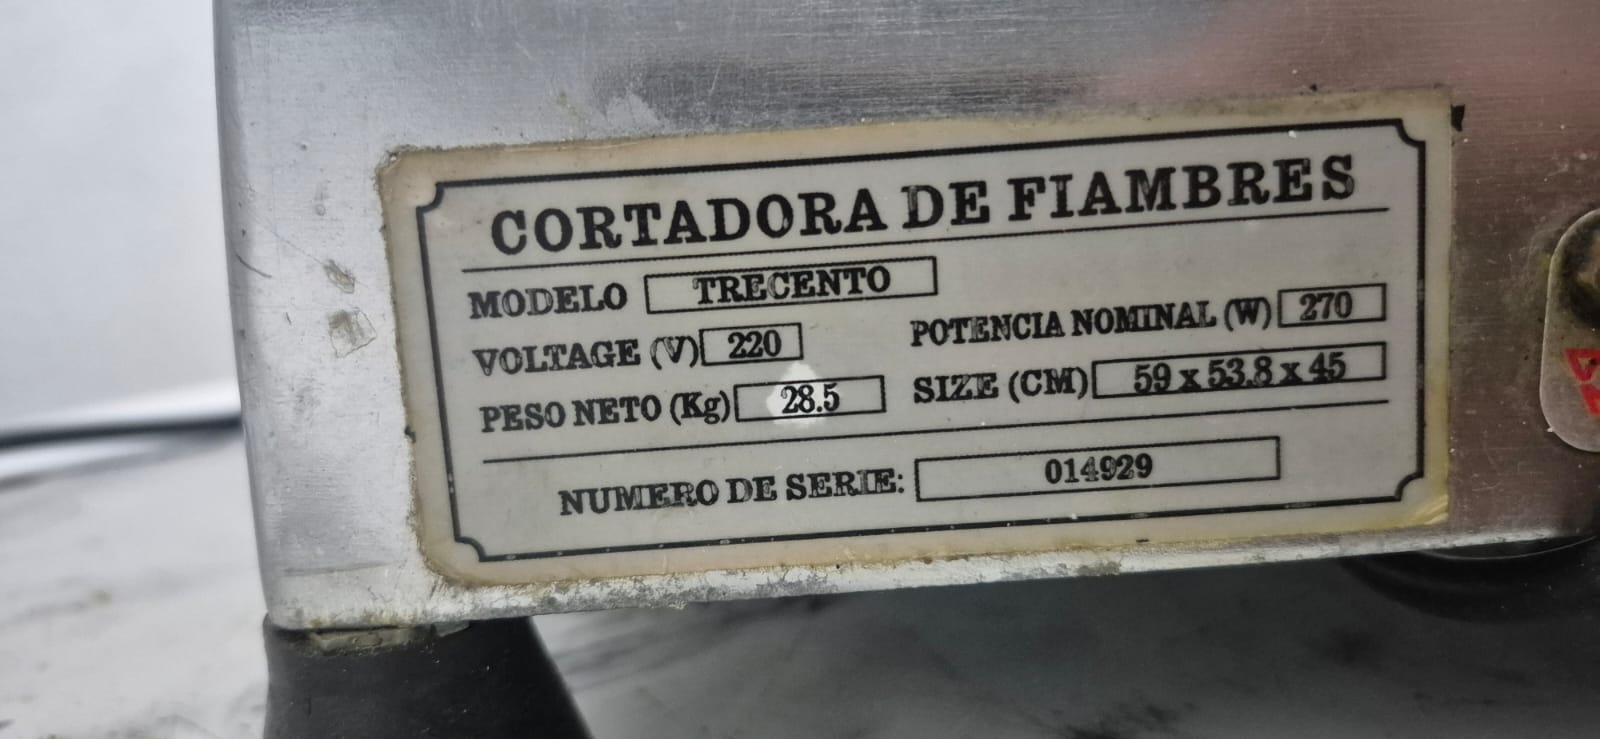 CORTADORA DE FIAMBRES
MODELO TRECENTO
VOLTAGE (V) 220 POTENCIA NOMINAL (W) 270
PESO NETO (Kg) 28.5 SIZE (CM) 59 x 53.8 x 45
NUMERO DE SERIE: 014929